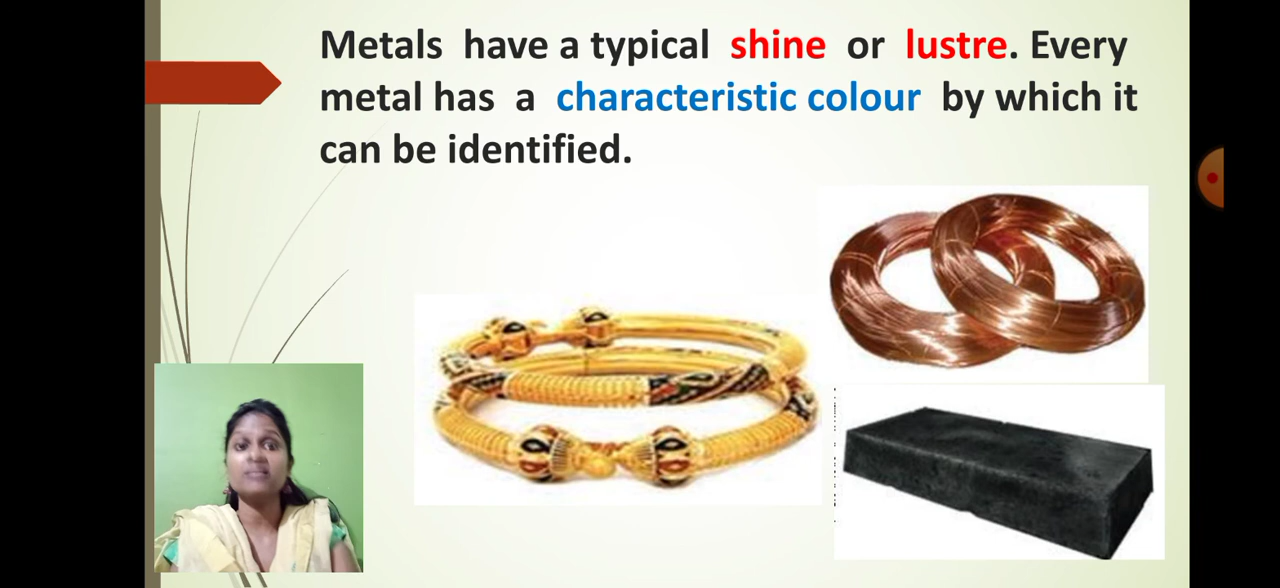 Metals have a typical shine or lustre. Every
metal has a characteristic colour by which it
can be identified.